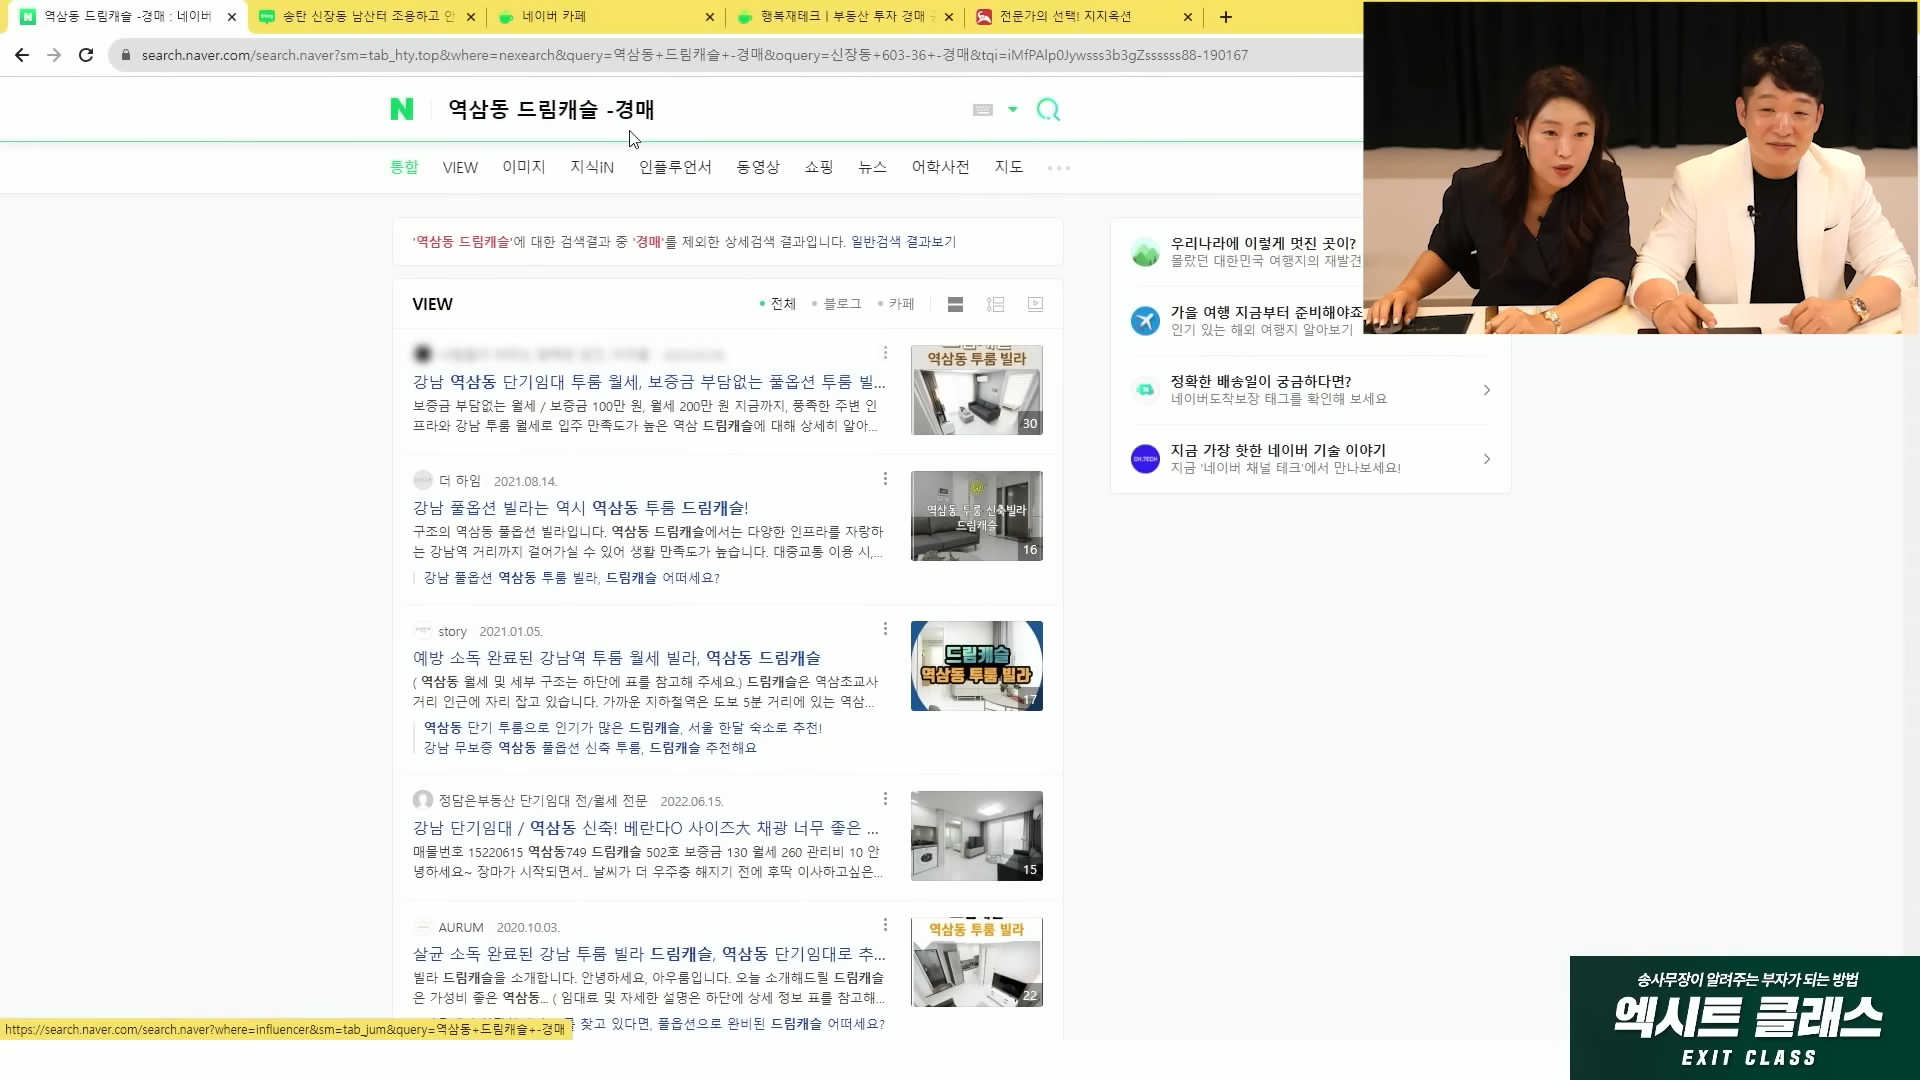 역삼동 드림캐슬 -경매 : 네이버
송탄 신장동 남산터 조용하고 안
네이버 카페
행복재테크 | 부동산 투자 경매
전문가의 선택! 지지옥션
search.naver.com/search.naver?sm=tab_hty.top&where=nexearch&query=역삼동+드림캐슬+-경매&oquery=신장동+603-36+-경매&tqi=iMfPAlp0Jywsss3b3gZssssss88-190167
N 역삼동 드림캐슬 -경매
통합 VIEW 이미지 지식iN 인플루언서 동영상 쇼핑 뉴스 어학사전 지도
'역삼동 드림캐슬'에 대한 검색결과 중 '경매'를 제외한 상세검색 결과입니다. 일반검색 결과보기
VIEW
전체 블로그 카페
강남 역삼동 단기임대 투룸 월세, 보증금 부담없는 풀옵션 투룸 빌...
보증금 부담없는 월세 / 보증금 100만 원, 월세 200만 원 지금까지, 풍족한 주변 인
프라와 강남 투룸 월세로 입주 만족도가 높은 역삼 드림캐슬에 대해 상세히 알아...
역삼동 투룸 빌라
30
더 하임 2021.08.14.
강남 풀옵션 빌라는 역시 역삼동 투룸 드림캐슬!
구조의 역삼동 풀옵션 빌라입니다. 역삼동 드림캐슬에서는 다양한 인프라를 자랑하
는 강남역 거리까지 걸어가실 수 있어 생활 만족도가 높습니다. 대중교통 이용 시,...
강남 풀옵션 역삼동 투룸 빌라, 드림캐슬 어떠세요?
역삼동 투룸 신축빌라
드림캐슬
16
story 2021.01.05.
예방 소독 완료된 강남역 투룸 월세 빌라, 역삼동 드림캐슬
( 역삼동 월세 및 세부 구조는 하단에 표를 참고해 주세요.) 드림캐슬은 역삼초교사
거리 인근에 자리 잡고 있습니다. 가까운 지하철역은 도보 5분 거리에 있는 역삼...
역삼동 단기 투룸으로 인기가 많은 드림캐슬, 서울 한달 숙소로 추천!
강남 무보증 역삼동 풀옵션 신축 투룸, 드림캐슬 추천해요
드림캐슬
역삼동 투룸 빌라
17
정담은부동산 단기임대 전/월세 전문 2022.06.15.
강남 단기임대 / 역삼동 신축! 베란다O 사이즈大 채광 너무 좋은 ...
매물번호 15220615 역삼동749 드림캐슬 502호 보증금 130 월세 260 관리비 10 안
녕하세요~ 장마가 시작되면서.. 날씨가 더 우주충 해지기 전에 후딱 이사하고싶은...
15
AURUM 2020.10.03.
살균 소독 완료된 강남 투룸 빌라 드림캐슬, 역삼동 단기임대로 추...
빌라 드림캐슬을 소개합니다. 안녕하세요, 아우룸입니다. 오늘 소개해드릴 드림캐슬
은 가성비 좋은 역삼동... ( 임대료 및 자세한 설명은 하단에 상세 정보 표를 참고해...
찾고 있다면, 풀옵션으로 완비된 드림캐슬 어떠세요?
역삼동 투룸 빌라
22
우리나라에 이렇게 멋진 곳이?
몰랐던 대한민국 여행지의 재발견
가을 여행 지금부터 준비해야죠
인기 있는 해외 여행지 알아보기
정확한 배송일이 궁금하다면?
네이버도착보장 태그를 확인해 보세요
지금 가장 핫한 네이버 기술 이야기
지금 '네이버 채널 테크'에서 만나보세요!
https://search.naver.com/search.naver?where=influencer&sm=tab_jum&query=역삼동+드림캐슬+-경매
송사무장이 알려주는 부자가 되는 방법
엑시트 클래스
EXIT CLASS